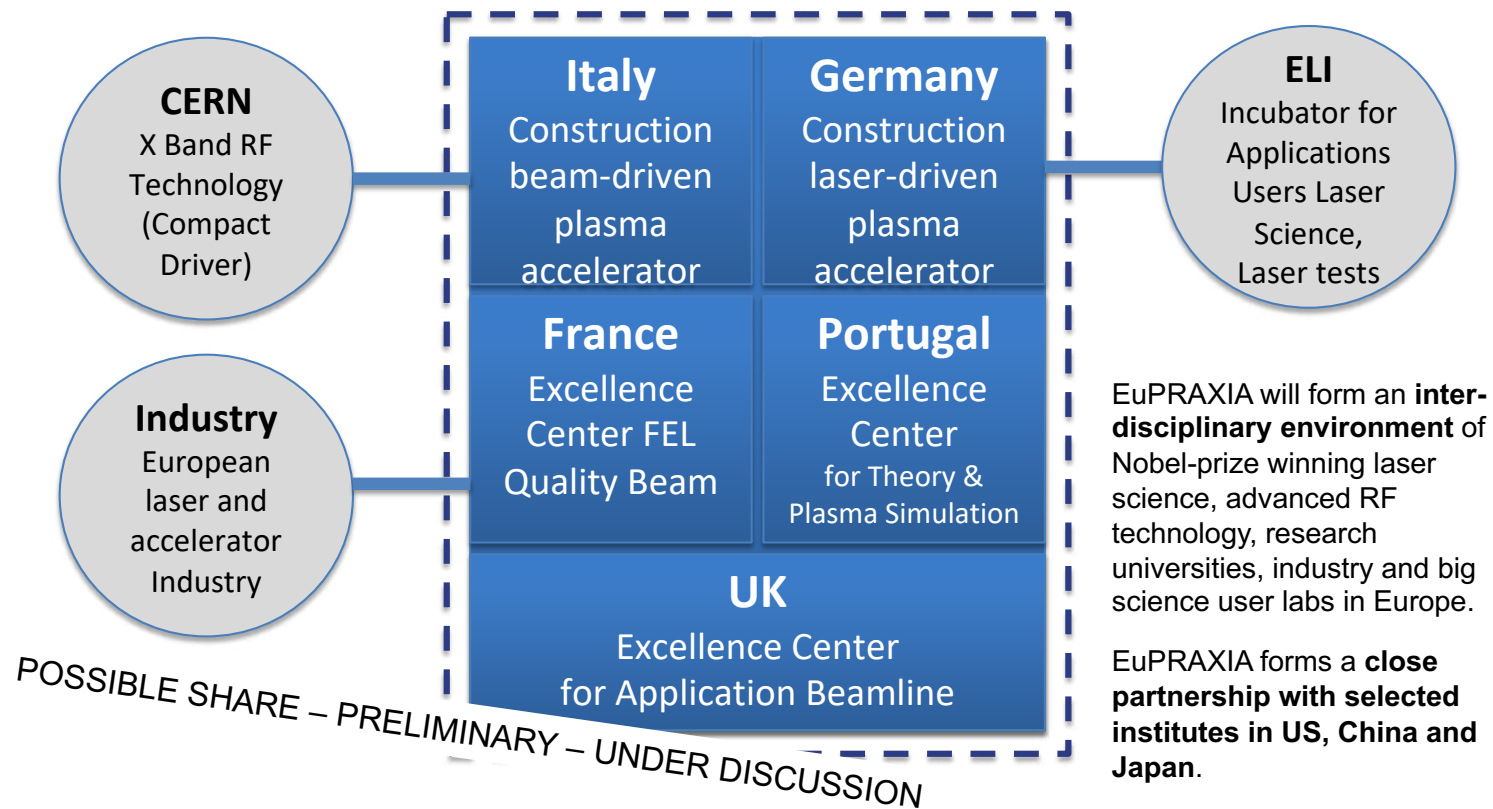 CERN
X Band RF
Technology
(Compact
Driver)
Italy
Construction
beam-driven
plasma
accelerator
Germany
Construction
laser-driven
plasma
accelerator
ELI
Incubator for
Applications
Users Laser
Science,
Laser tests
Industry
European
laser and
accelerator
Industry
France
Excellence
Center FEL
Quality Beam
Portugal
Excellence
Center
for Theory &
Plasma Simulation
UK
Excellence Center
for Application Beamline
EuPRAXIA will form an inter-
disciplinary environment of
Nobel-prize winning laser
science, advanced RF
technology, research
universities, industry and big
science user labs in Europe.
EuPRAXIA forms a close
partnership with selected
institutes in US, China and
Japan.
POSSIBLE SHARE – PRELIMINARY – UNDER DISCUSSION